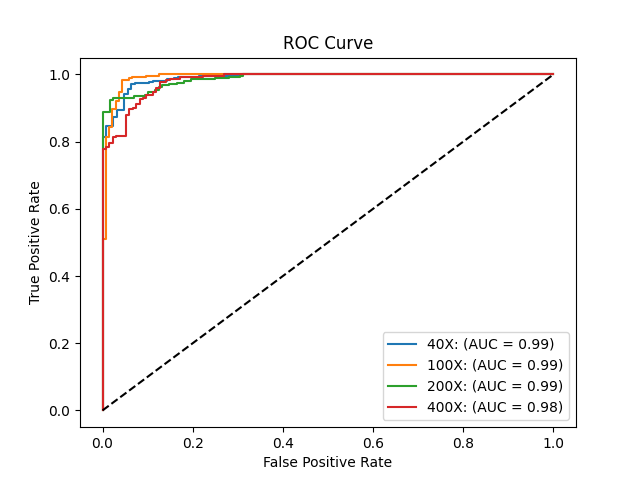 ROC Curve
True Positive Rate
1.0
0.8
0.6
0.4
0.2
0.0
0.0 0.2 0.4 0.6 0.8 1.0
False Positive Rate
40X: (AUC = 0.99)
100X: (AUC = 0.99)
200X: (AUC = 0.99)
400X: (AUC = 0.98)